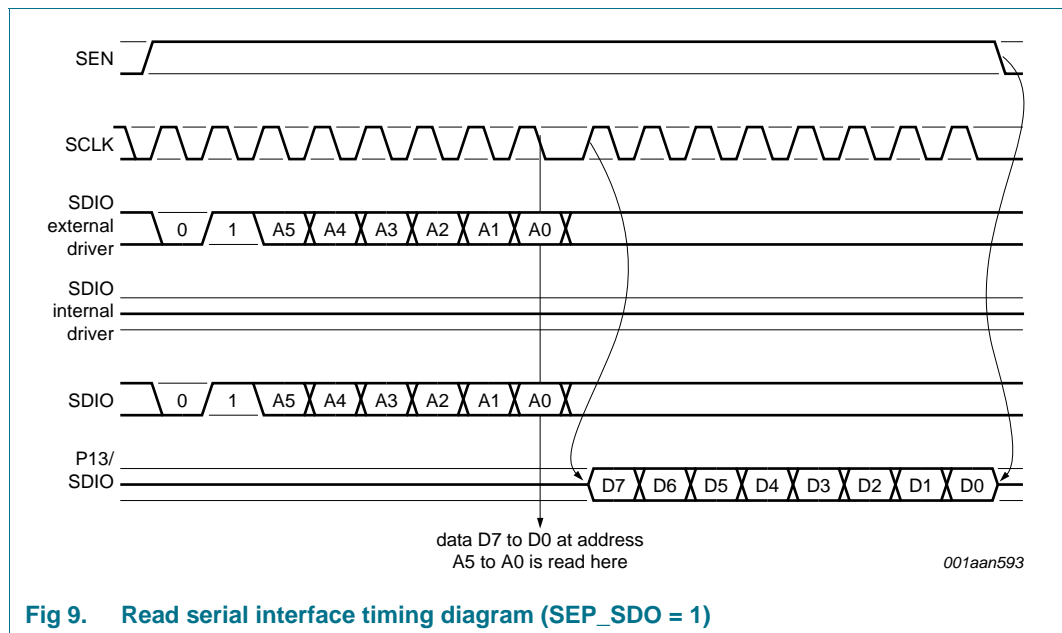 SEN
SCLK
SDIO
external
driver
0 1 A5 A4 A3 A2 A1 A0
SDIO
internal
driver
SDIO
0 1 A5 A4 A3 A2 A1 A0
P13/
SDIO
D7 D6 D5 D4 D3 D2 D1 D0
data D7 to D0 at address
A5 to A0 is read here
001aan593
Fig 9. Read serial interface timing diagram (SEP_SDO = 1)